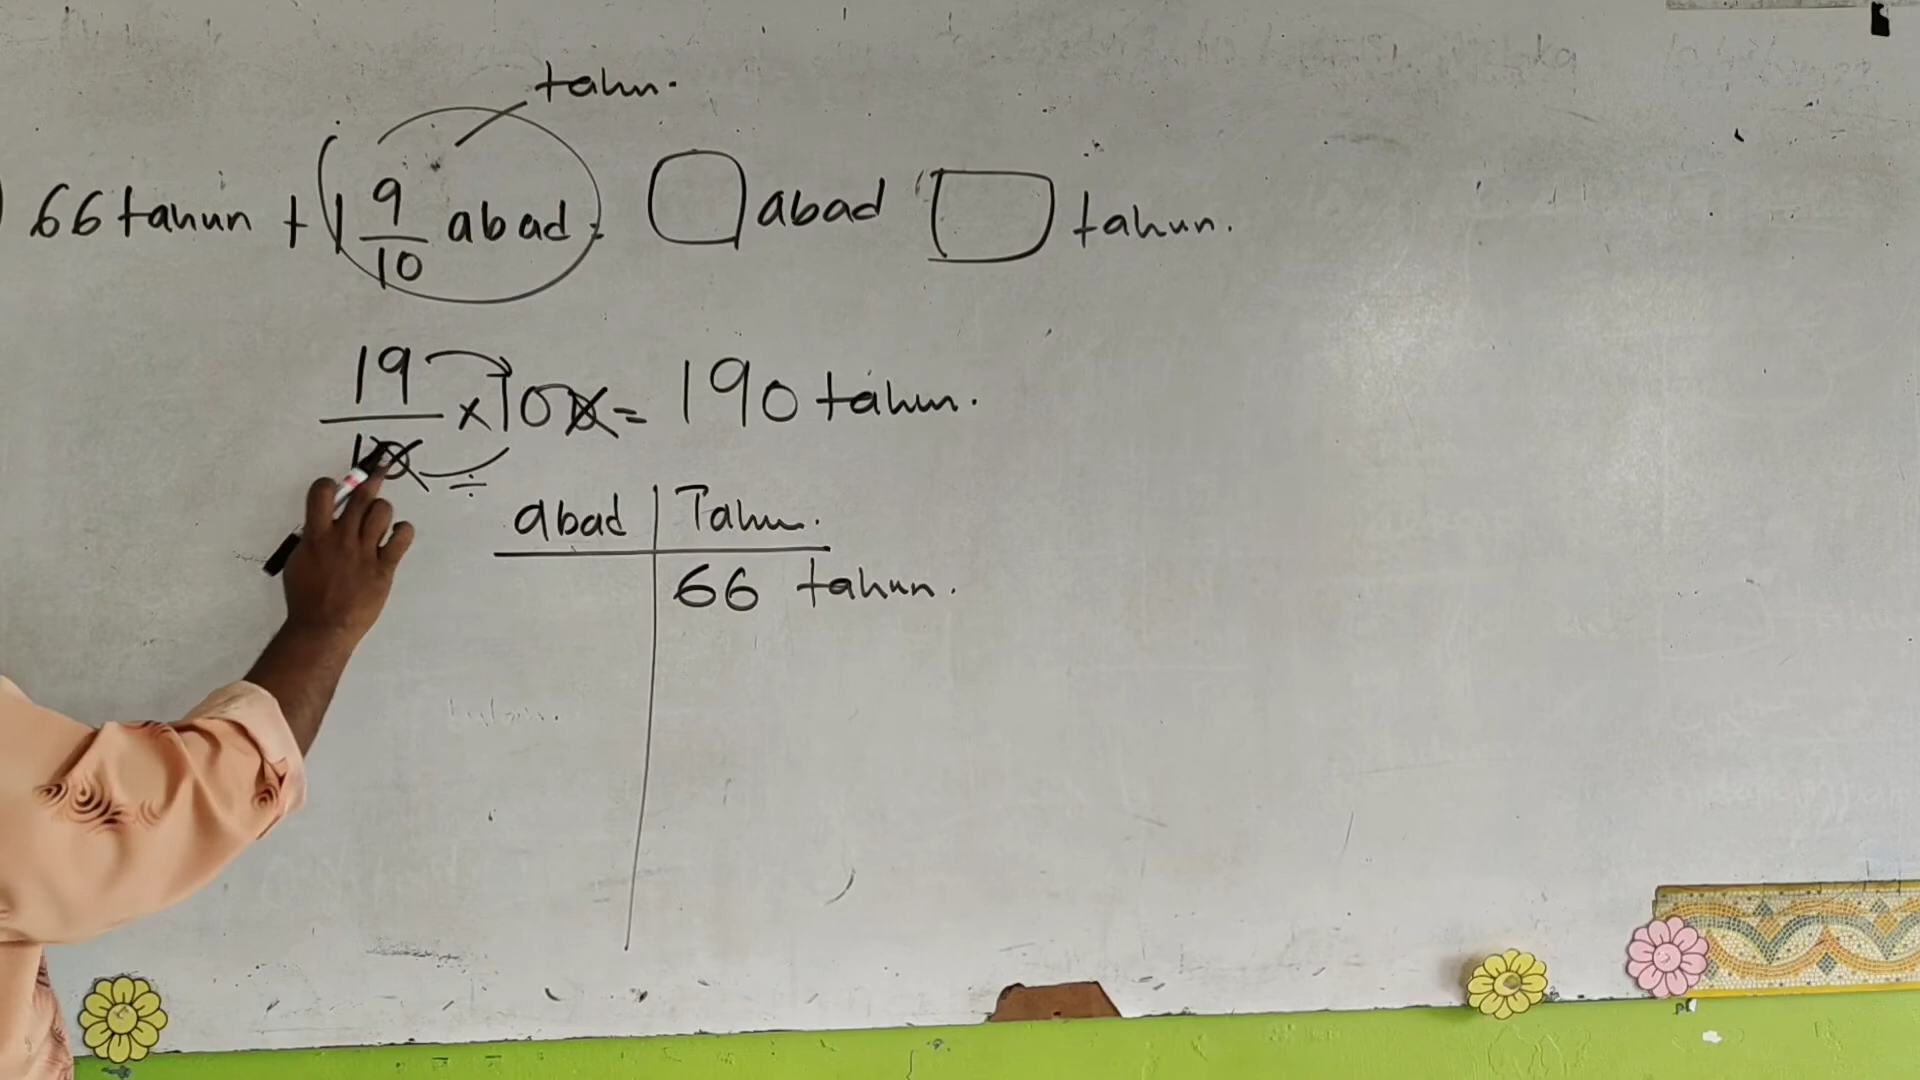 tahun.
) 66 tahun + (1 9/10 abad) = □ abad □ tahun.
19/10 × 100 = 190 tahun.
÷
abad | Tahun.
66 tahun.